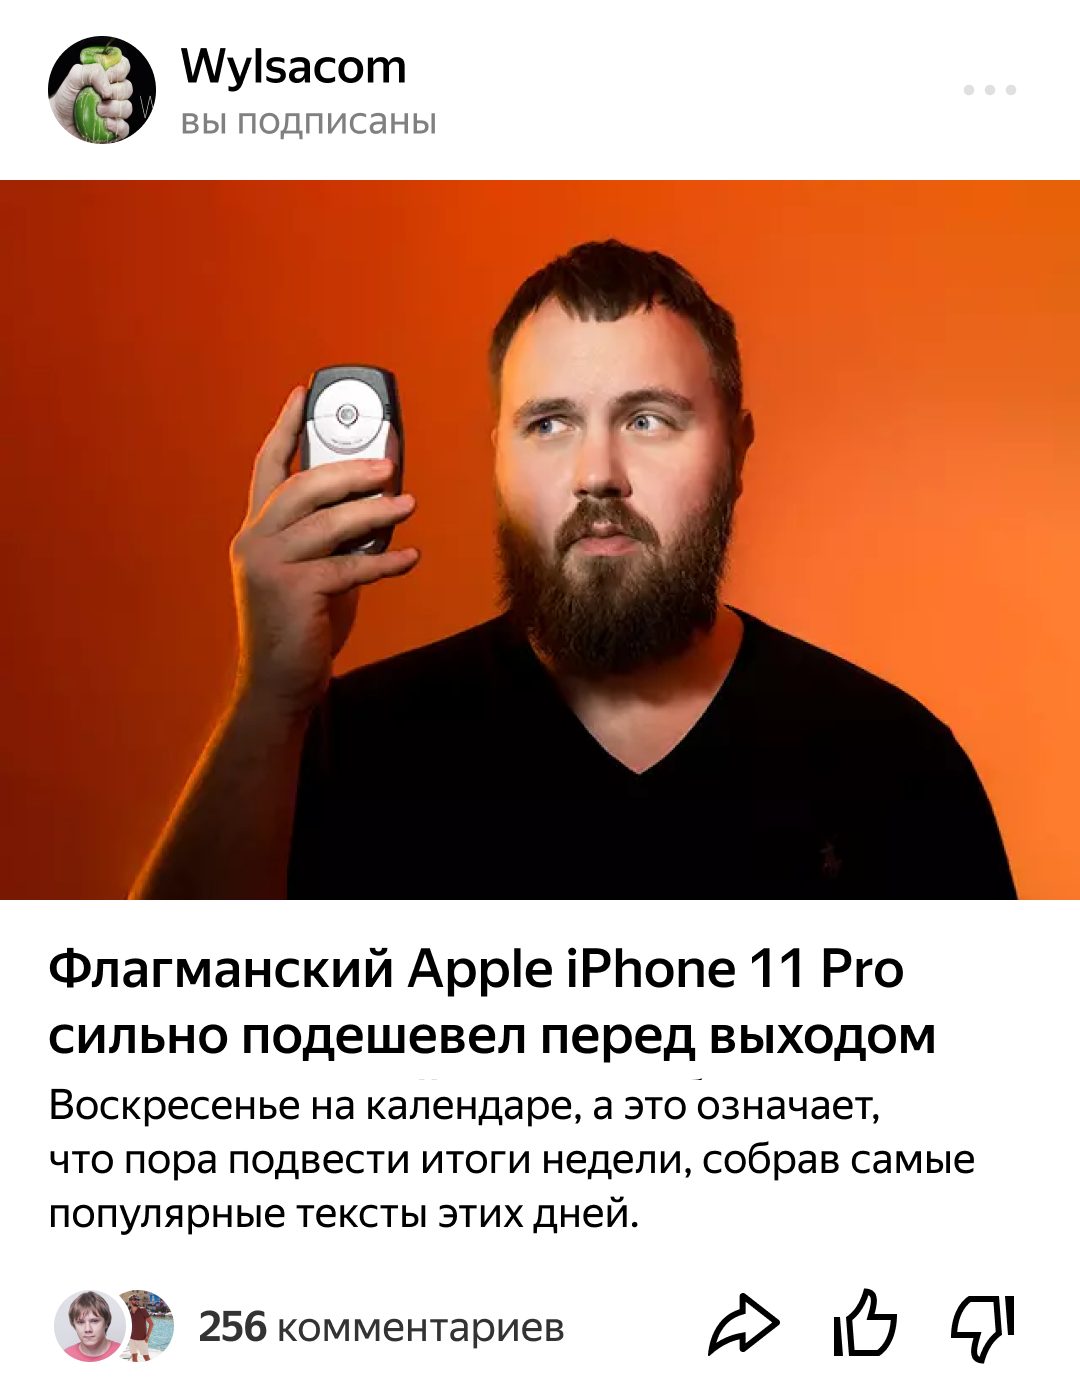 Wylsacom
вы подписаны
Флагманский Apple iPhone 11 Pro
сильно подешевел перед выходом
Воскресенье на календаре, а это означает,
что пора подвести итоги недели, собрав самые
популярные тексты этих дней.
256 комментариев